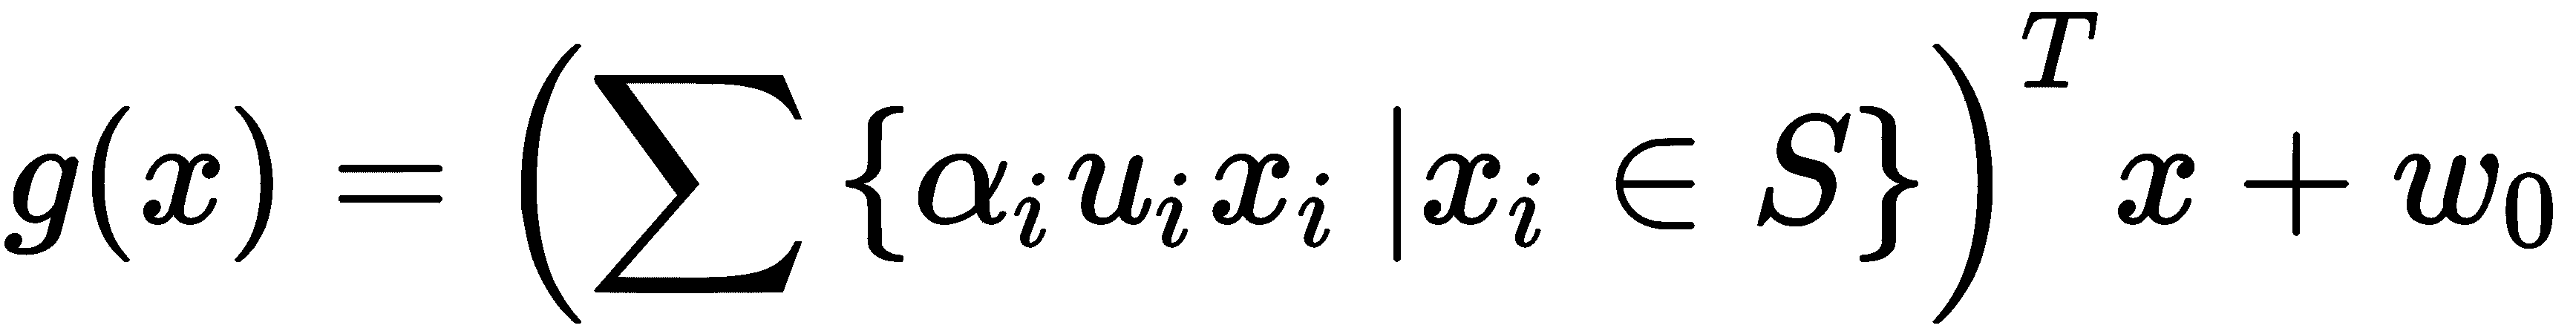 g(x) = (∑ {αᵢuᵢxᵢ |xᵢ ∈ S})ᵀ x + w₀